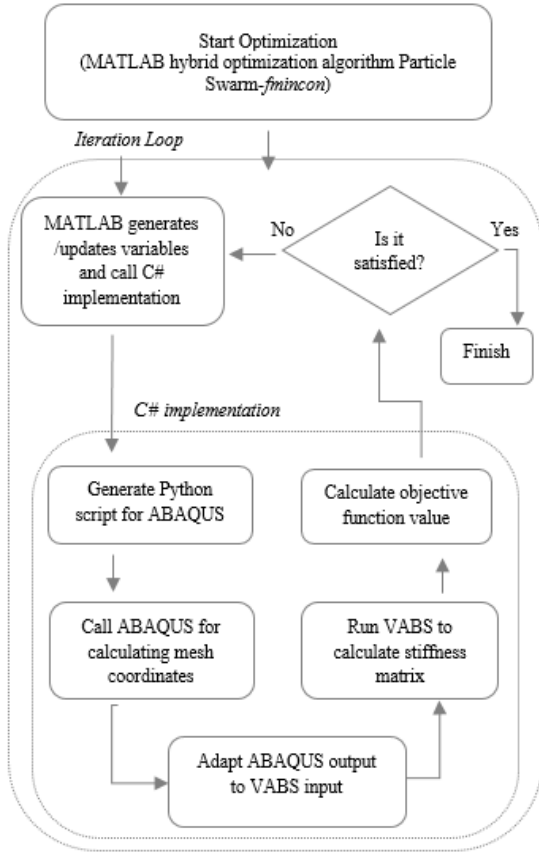 Start Optimization
(MATLAB hybrid optimization algorithm Particle
Swarm-fmincon)
Iteration Loop
MATLAB generates
/updates variables
and call C#
implementation
No
Is it
satisfied?
Yes
Finish
C# implementation
Generate Python
script for ABAQUS
Calculate objective
function value
Call ABAQUS for
calculating mesh
coordinates
Run VABS to
calculate stiffness
matrix
Adapt ABAQUS output
to VABS input